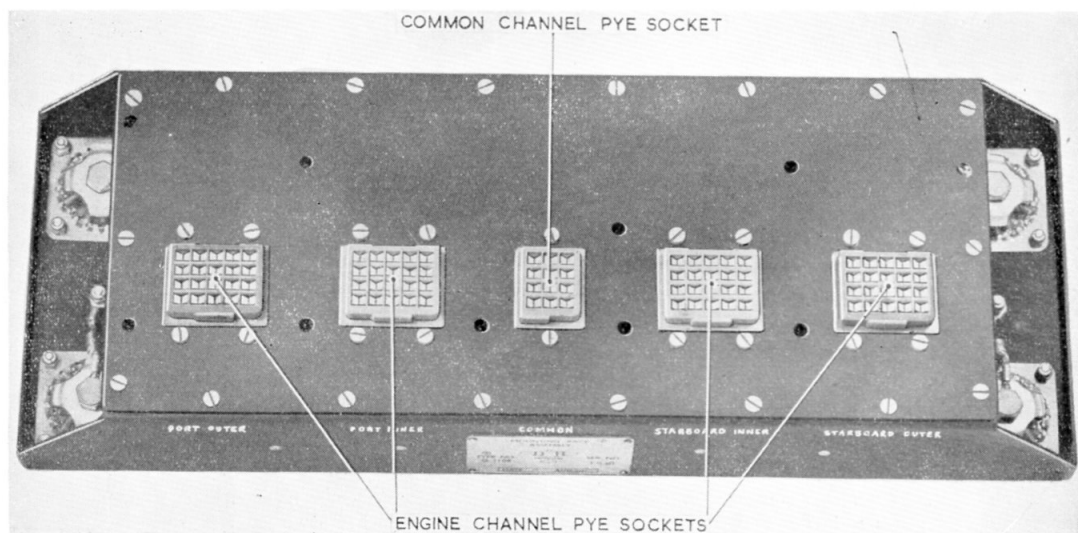 COMMON CHANNEL PYE SOCKET
PORT OUTER
PORT INNER
COMMON
STARBOARD INNER
STARBOARD OUTER
ENGINE CHANNEL PYE SOCKETS